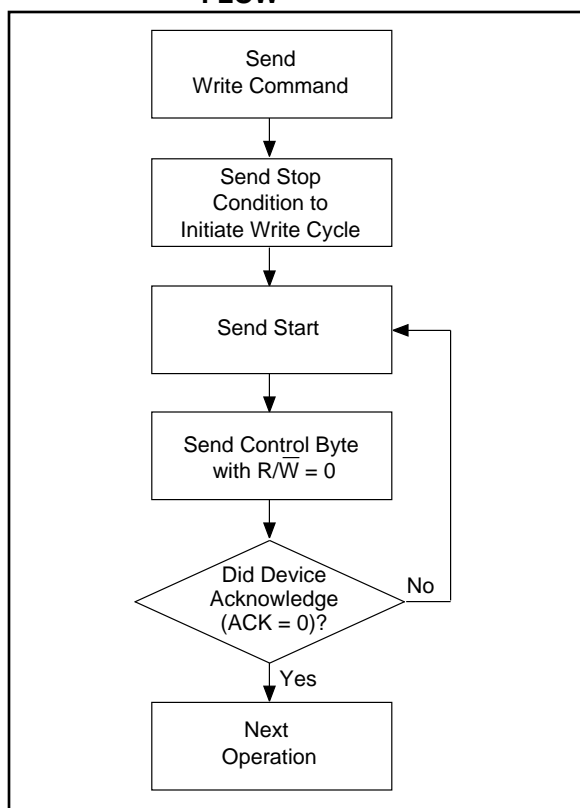 Send
Write Command
Send Stop
Condition to
Initiate Write Cycle
Send Start
Send Control Byte
with R/W̅ = 0
Did Device
Acknowledge
(ACK = 0)?
No
Yes
Next
Operation